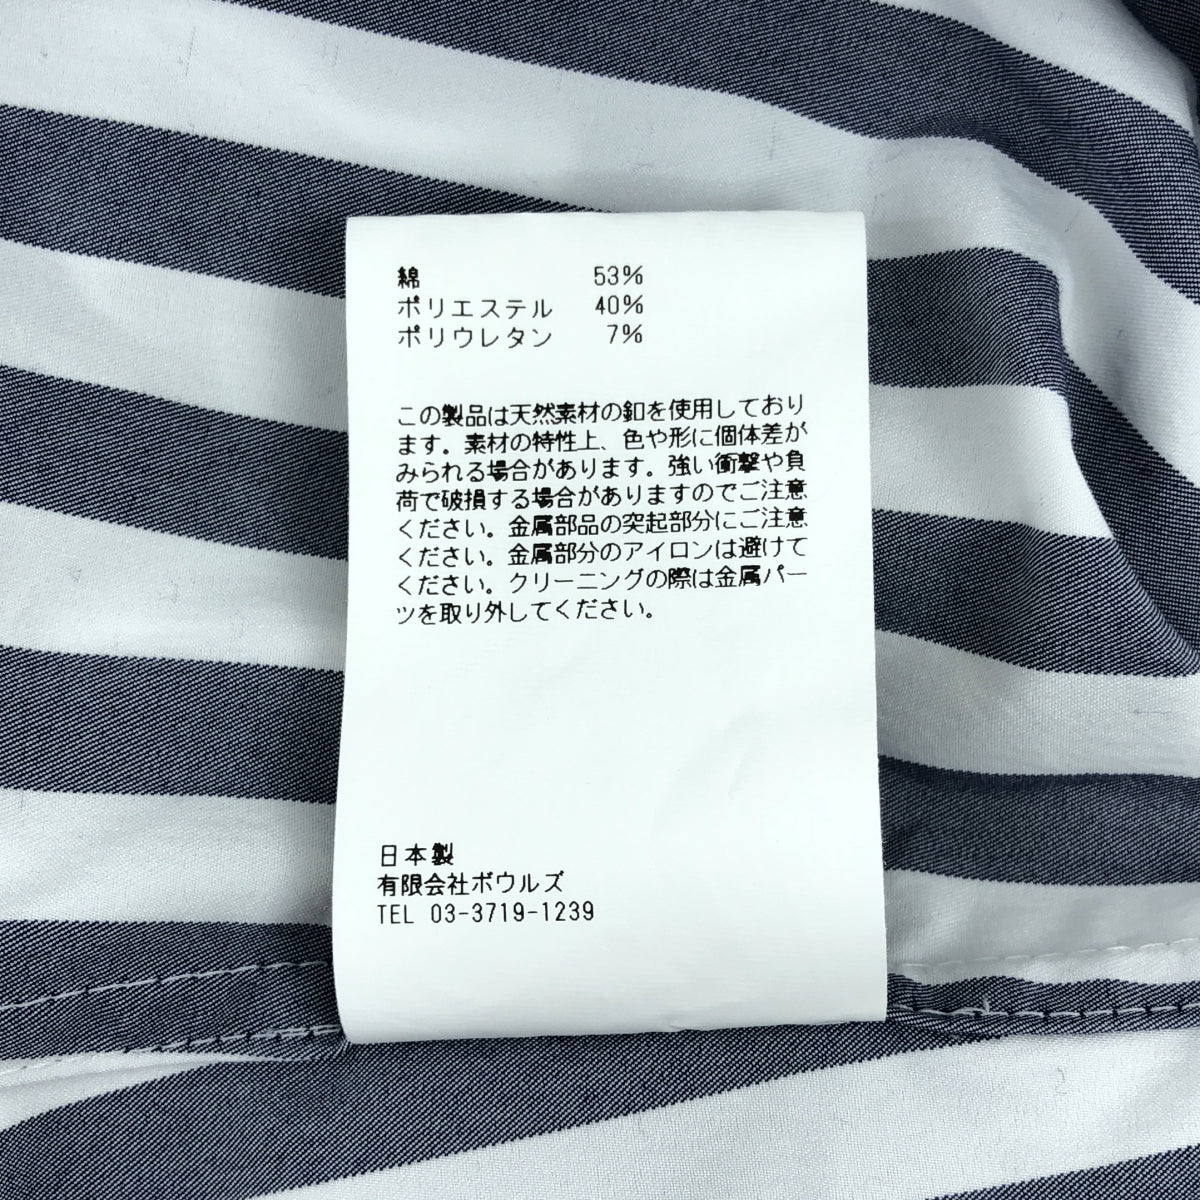 綿 53%
ポリエステル 40%
ポリウレタン 7%
この製品は天然素材の釦を使用しており
ます。素材の特性上、色や形に個体差が
みられる場合があります。強い衝撃や負
荷で破損する場合がありますのでご注意
ください。金属部品の突起部分にご注意
ください。金属部分のアイロンは避けて
ください。クリーニングの際は金属パー
ツを取り外してください。
日本製
有限会社ボウルズ
TEL 03-3719-1239